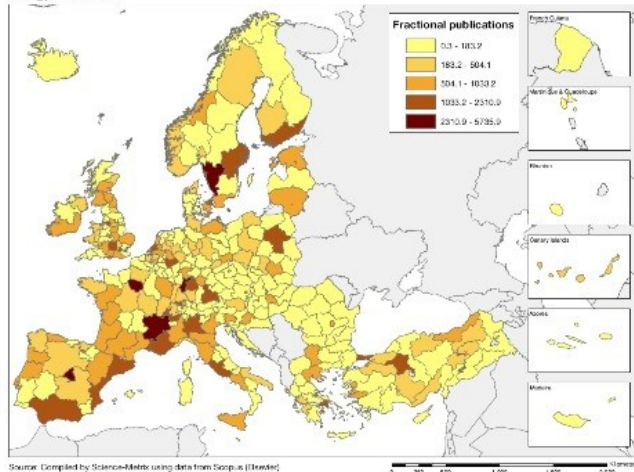 Fractional publications
0.3 - 183.2
183.2 - 504.1
504.1 - 1033.2
1033.2 - 2310.9
2310.9 - 5735.9
French Guiana
Martinique & Guadeloupe
Réunion
Canary Islands
Azores
Madeira
Source: Compiled by Science-Metrix using data from Scopus (Elsevier)